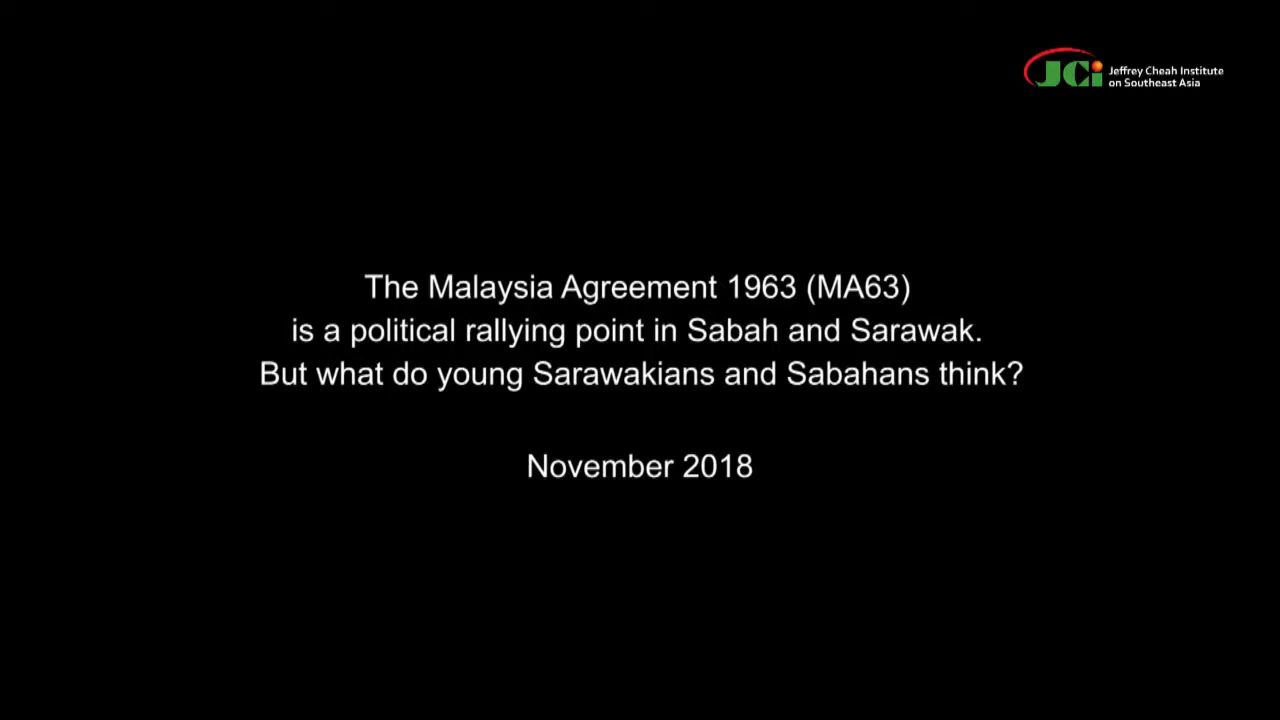 JCi Jeffrey Cheah Institute
on Southeast Asia
The Malaysia Agreement 1963 (MA63)
is a political rallying point in Sabah and Sarawak.
But what do young Sarawakians and Sabahans think?
November 2018